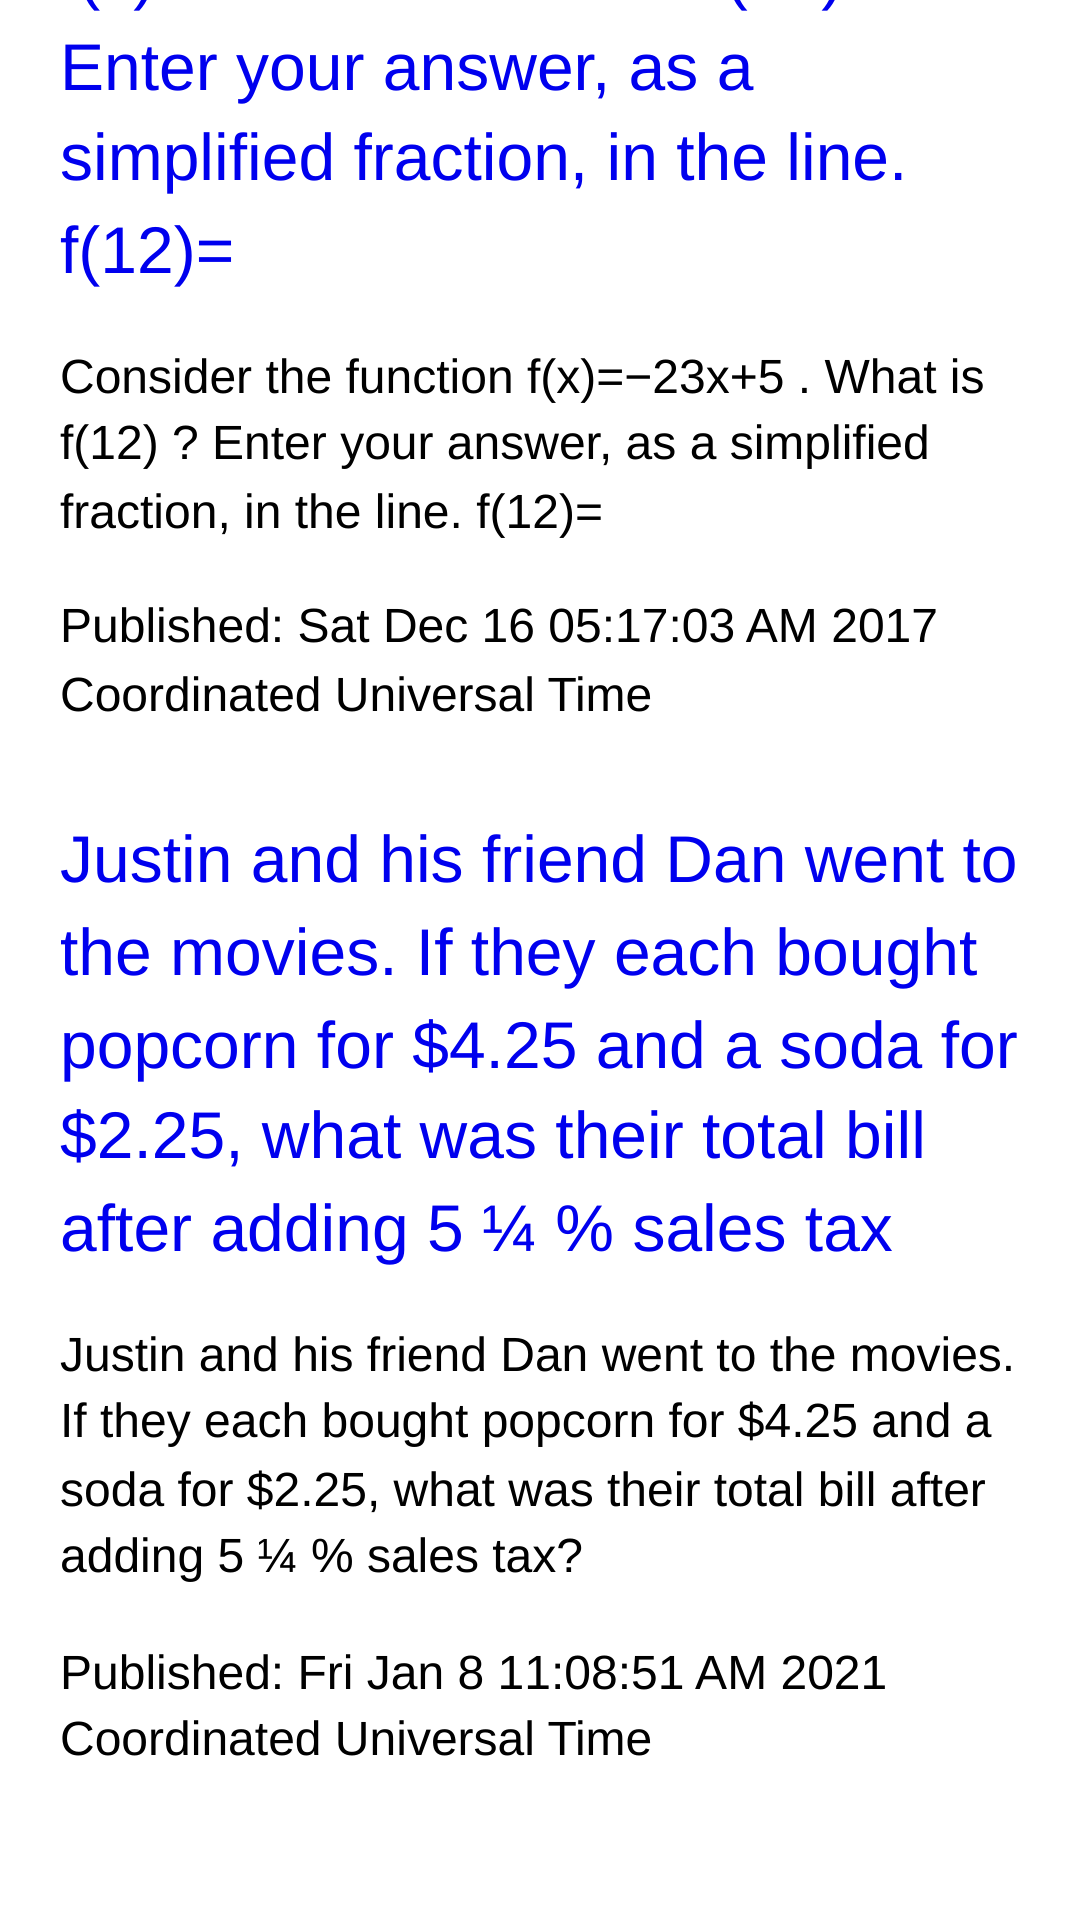 Enter your answer, as a
simplified fraction, in the line.
f(12)=
Consider the function f(x)=−23x+5 . What is
f(12) ? Enter your answer, as a simplified
fraction, in the line. f(12)=
Published: Sat Dec 16 05:17:03 AM 2017
Coordinated Universal Time
Justin and his friend Dan went to
the movies. If they each bought
popcorn for $4.25 and a soda for
$2.25, what was their total bill
after adding 5 ¼ % sales tax
Justin and his friend Dan went to the movies.
If they each bought popcorn for $4.25 and a
soda for $2.25, what was their total bill after
adding 5 ¼ % sales tax?
Published: Fri Jan 8 11:08:51 AM 2021
Coordinated Universal Time